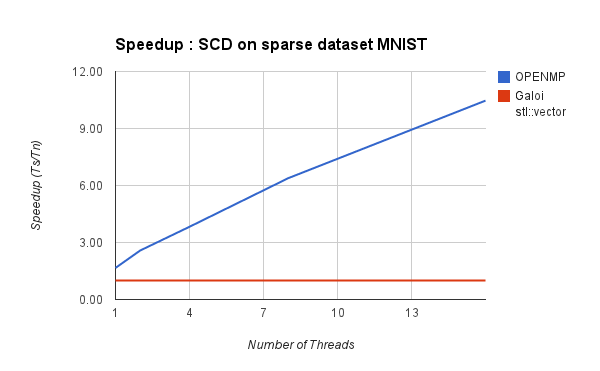 Speedup : SCD on sparse dataset MNIST
12.00
9.00
6.00
3.00
0.00
Speedup (Ts/Tn)
1 4 7 10 13
Number of Threads
OPENMP
Galoi
stl::vector